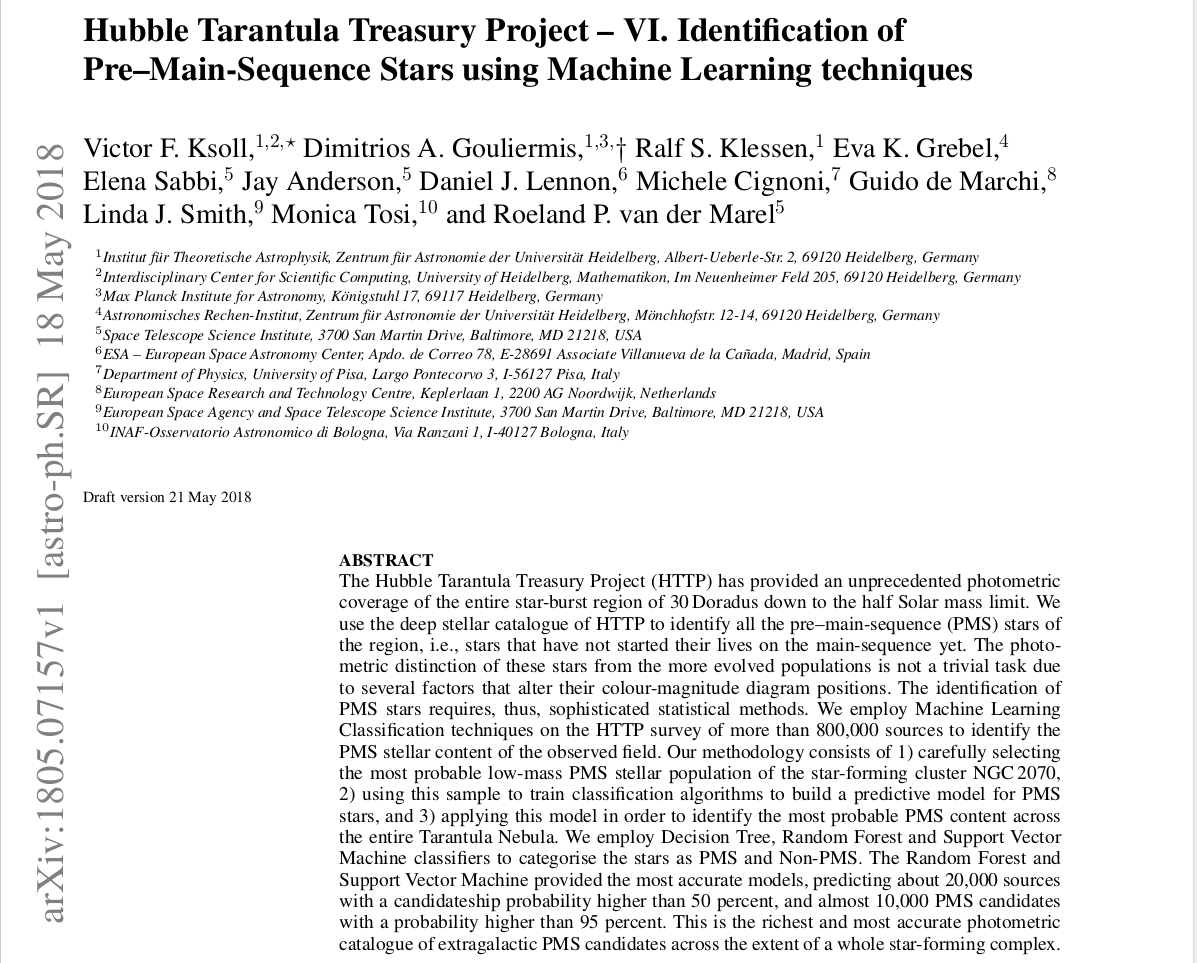 Hubble Tarantula Treasury Project – VI. Identification of
Pre–Main-Sequence Stars using Machine Learning techniques
Victor F. Ksoll,1,2,⋆ Dimitrios A. Gouliermis,1,3,† Ralf S. Klessen,1 Eva K. Grebel,4
Elena Sabbi,5 Jay Anderson,5 Daniel J. Lennon,6 Michele Cignoni,7 Guido de Marchi,8
Linda J. Smith,9 Monica Tosi,10 and Roeland P. van der Marel5
1Institut für Theoretische Astrophysik, Zentrum für Astronomie der Universität Heidelberg, Albert-Ueberle-Str. 2, 69120 Heidelberg, Germany
2Interdisciplinary Center for Scientific Computing, University of Heidelberg, Mathematikon, Im Neuenheimer Feld 205, 69120 Heidelberg, Germany
3Max Planck Institute for Astronomy, Königstuhl 17, 69117 Heidelberg, Germany
4Astronomisches Rechen-Institut, Zentrum für Astronomie der Universität Heidelberg, Mönchhofstr. 12-14, 69120 Heidelberg, Germany
5Space Telescope Science Institute, 3700 San Martin Drive, Baltimore, MD 21218, USA
6ESA – European Space Astronomy Center, Apdo. de Correo 78, E-28691 Associate Villanueva de la Cañada, Madrid, Spain
7Department of Physics, University of Pisa, Largo Pontecorvo 3, I-56127 Pisa, Italy
8European Space Research and Technology Centre, Keplerlaan 1, 2200 AG Noordwijk, Netherlands
9European Space Agency and Space Telescope Science Institute, 3700 San Martin Drive, Baltimore, MD 21218, USA
10INAF-Osservatorio Astronomico di Bologna, Via Ranzani 1, I-40127 Bologna, Italy
Draft version 21 May 2018
ABSTRACT
The Hubble Tarantula Treasury Project (HTTP) has provided an unprecedented photometric
coverage of the entire star-burst region of 30 Doradus down to the half Solar mass limit. We
use the deep stellar catalogue of HTTP to identify all the pre–main-sequence (PMS) stars of
the region, i.e., stars that have not started their lives on the main-sequence yet. The photo-
metric distinction of these stars from the more evolved populations is not a trivial task due
to several factors that alter their colour-magnitude diagram positions. The identification of
PMS stars requires, thus, sophisticated statistical methods. We employ Machine Learning
Classification techniques on the HTTP survey of more than 800,000 sources to identify the
PMS stellar content of the observed field. Our methodology consists of 1) carefully selecting
the most probable low-mass PMS stellar population of the star-forming cluster NGC 2070,
2) using this sample to train classification algorithms to build a predictive model for PMS
stars, and 3) applying this model in order to identify the most probable PMS content across
the entire Tarantula Nebula. We employ Decision Tree, Random Forest and Support Vector
Machine classifiers to categorise the stars as PMS and Non-PMS. The Random Forest and
Support Vector Machine provided the most accurate models, predicting about 20,000 sources
with a candidateship probability higher than 50 percent, and almost 10,000 PMS candidates
with a probability higher than 95 percent. This is the richest and most accurate photometric
catalogue of extragalactic PMS candidates across the extent of a whole star-forming complex.
arXiv:1805.07157v1 [astro-ph.SR] 18 May 2018